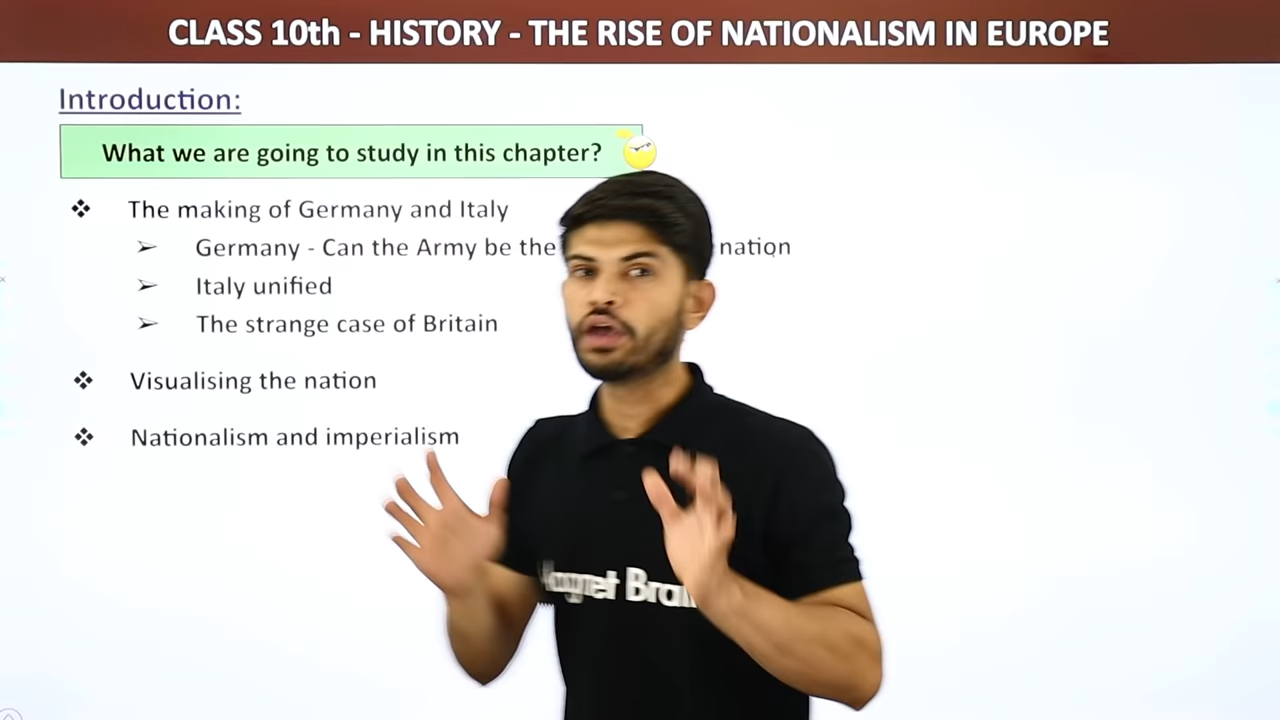 CLASS 10th - HISTORY - THE RISE OF NATIONALISM IN EUROPE
Introduction:
What we are going to study in this chapter?
❖ The making of Germany and Italy
➢ Germany - Can the Army be the nation
➢ Italy unified
➢ The strange case of Britain
❖ Visualising the nation
❖ Nationalism and imperialism